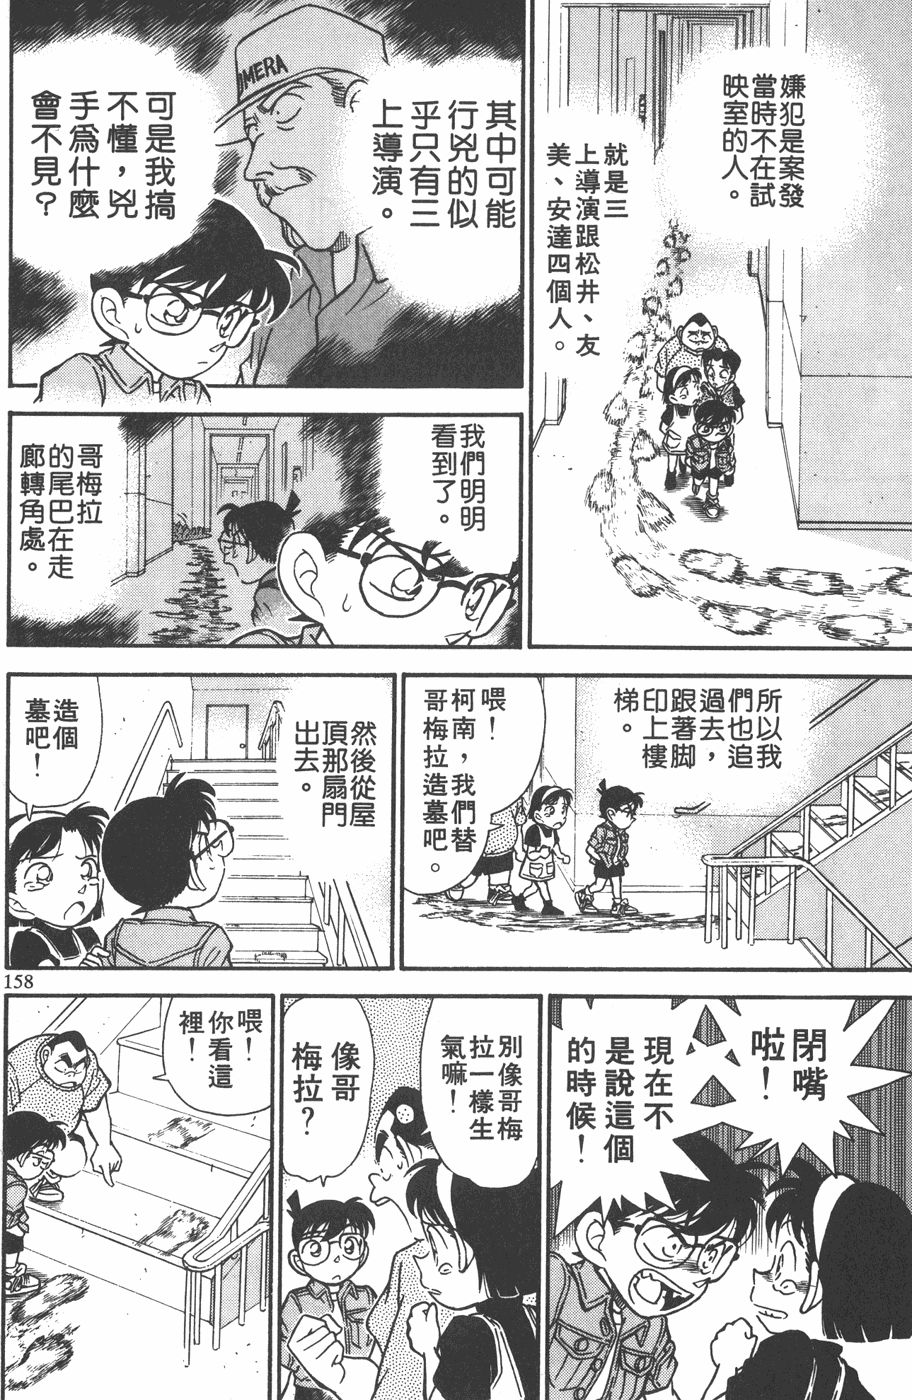 嫌犯是案發
當時不在試
映室的人。
就是三
上導演跟松井、友
美、安達四個人。
其中可能
行兇的似
乎只有三
上導演。
OMERA
可是我搞
不懂，兇
手為什麼
會不見？
我們明明
看到了。
哥梅拉
的尾巴在走
廊轉角處。
所以我
們也追
過去，
跟著脚
印上樓
梯。
喂！
柯南，我們替
哥梅拉造墓吧。
然後從屋
頂那扇門
出去。
造個
墓吧！
158
閉嘴
啦！
現在不
是說這個
的時候！
別像哥梅
拉一樣生
氣嘛！
像哥
梅拉？
喂！
你看這
裡！